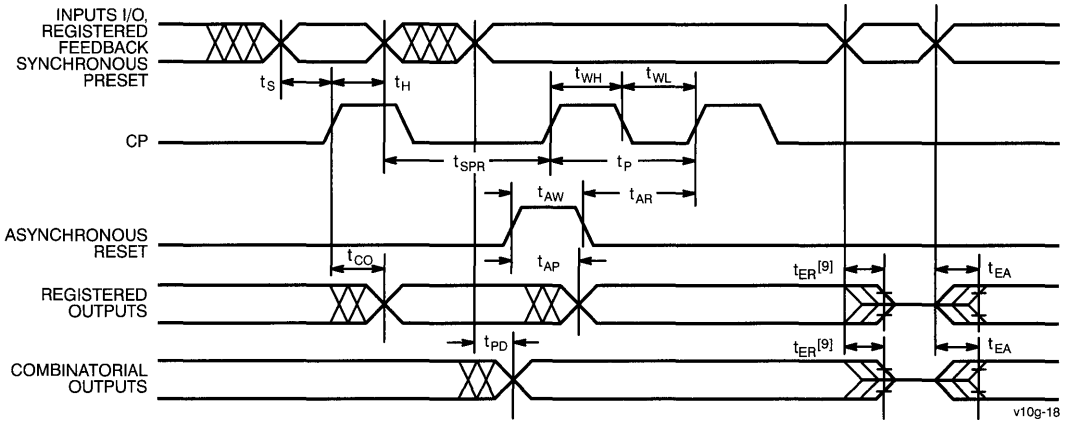 INPUTS I/O,
REGISTERED
FEEDBACK
SYNCHRONOUS
PRESET
tS
tH
tWH
tWL
CP
tSPR
tP
tAW
tAR
ASYNCHRONOUS
RESET
tCO
tAP
tER[9]
tEA
REGISTERED
OUTPUTS
tPD
tER[9]
tEA
COMBINATORIAL
OUTPUTS
v10g-18